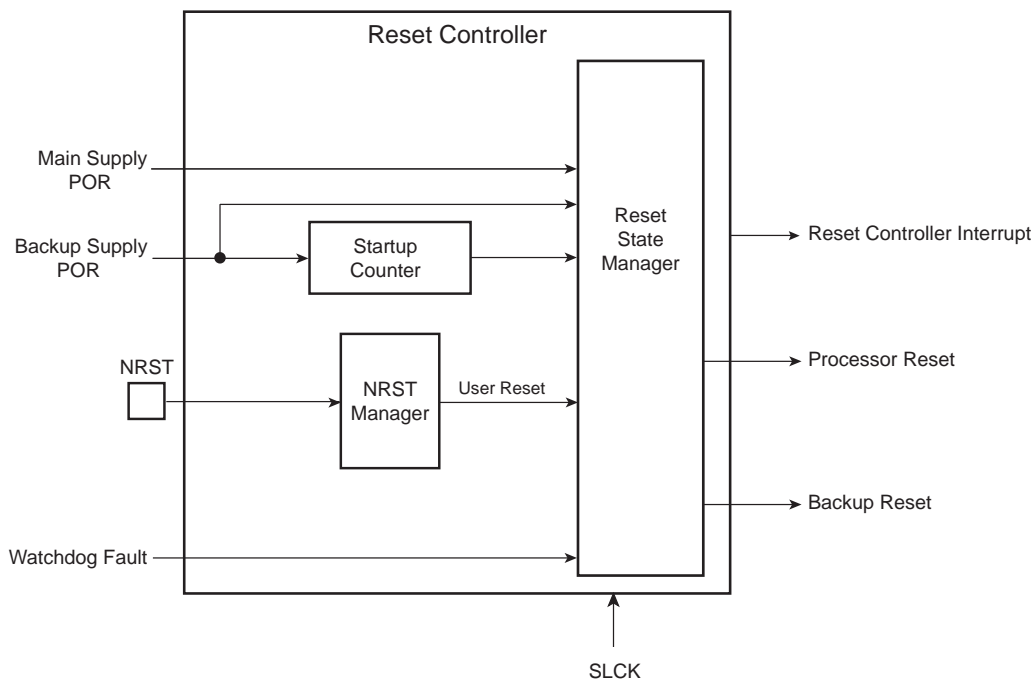 Reset Controller
Main Supply
POR
Backup Supply
POR
Startup
Counter
Reset
State
Manager
Reset Controller Interrupt
NRST
NRST
Manager
User Reset
Processor Reset
Backup Reset
Watchdog Fault
SLCK